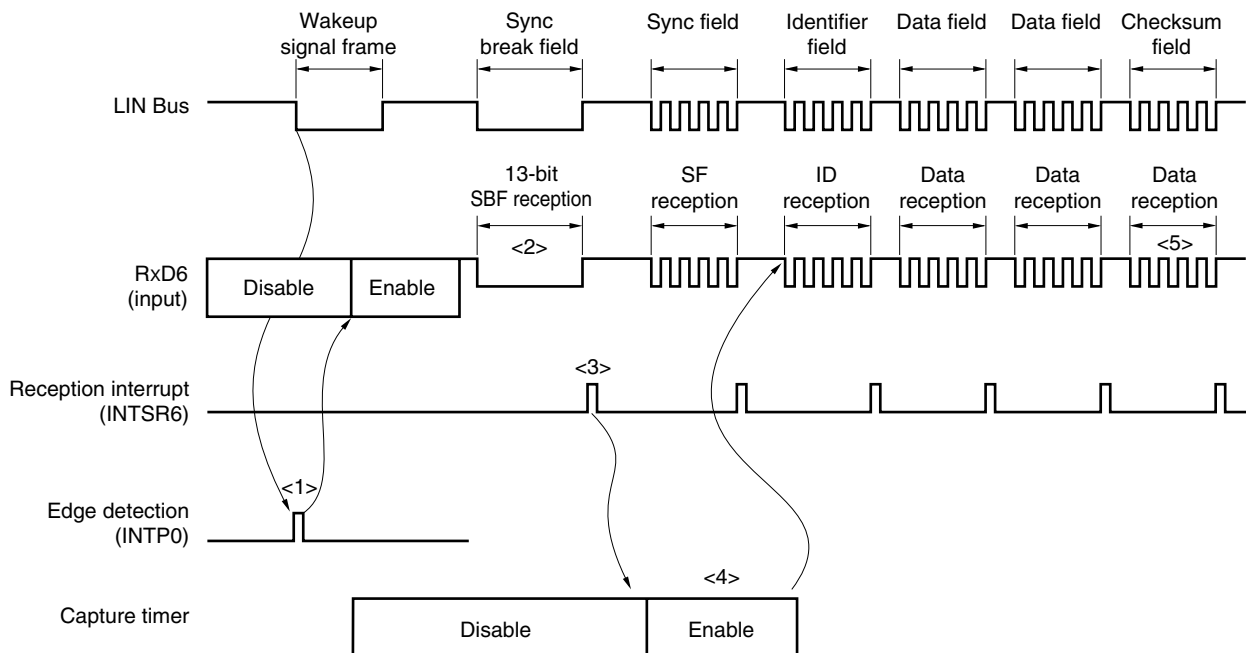 Wakeup
signal frame
Sync
break field
Sync field
Identifier
field
Data field
Data field
Checksum
field
LIN Bus
13-bit
SBF reception
SF
reception
ID
reception
Data
reception
Data
reception
Data
reception
<2>
<5>
RxD6
(input)
Disable
Enable
Reception interrupt
(INTSR6)
<3>
Edge detection
(INTP0)
<1>
Capture timer
Disable
Enable
<4>